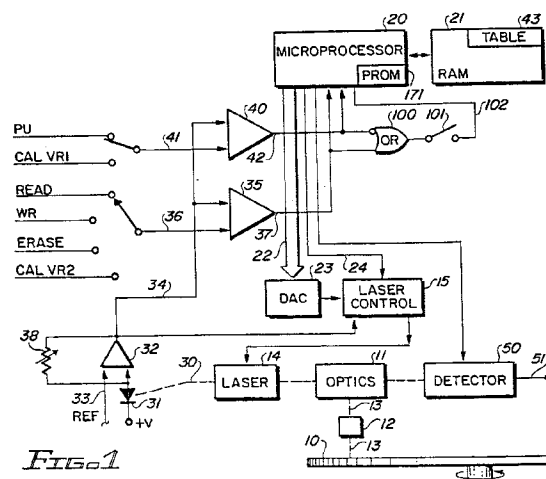 20 21 43
MICROPROCESSOR
PROM
TABLE
RAM
171
102
40
100
101
PU
41
42
OR
CAL VR1
READ
35
WR
36
37
ERASE
22
23
24
CAL VR2
34
DAC
LASER CONTROL
15
38
32
30
14
11
50
LASER
OPTICS
DETECTOR
51
33
31
REF
+V
13
12
13
10
FIG. 1